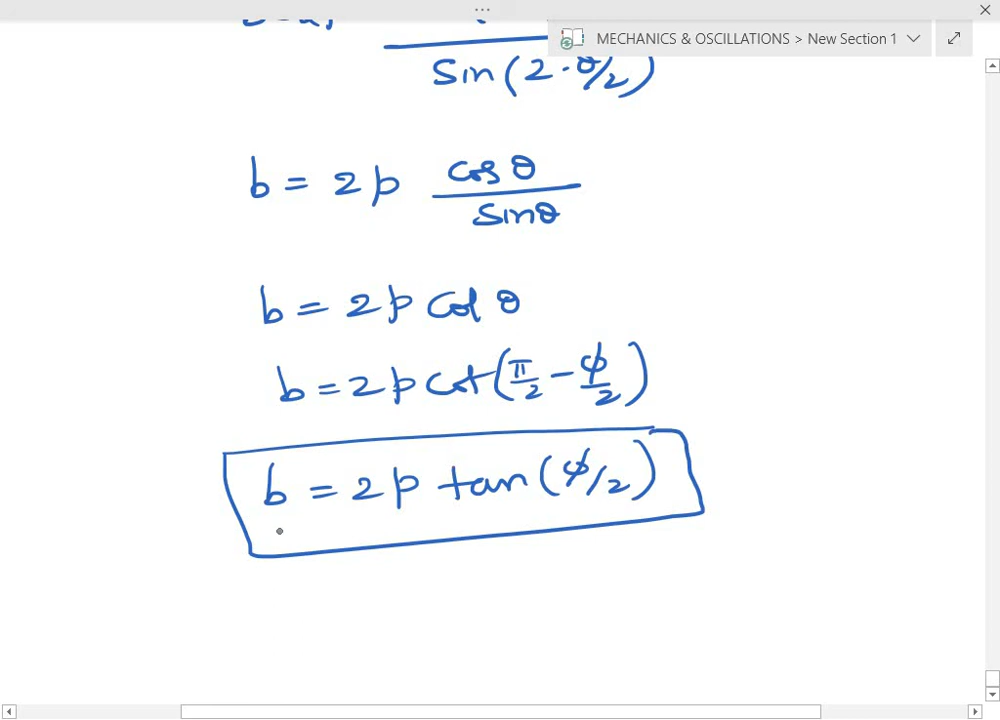 MECHANICS & OSCILLATIONS > New Section 1
Sin (2 · θ/2)
b = 2p cosθ / sinθ
b = 2p cot θ
b = 2p cot (π/2 − φ/2)
b = 2p tan (φ/2)